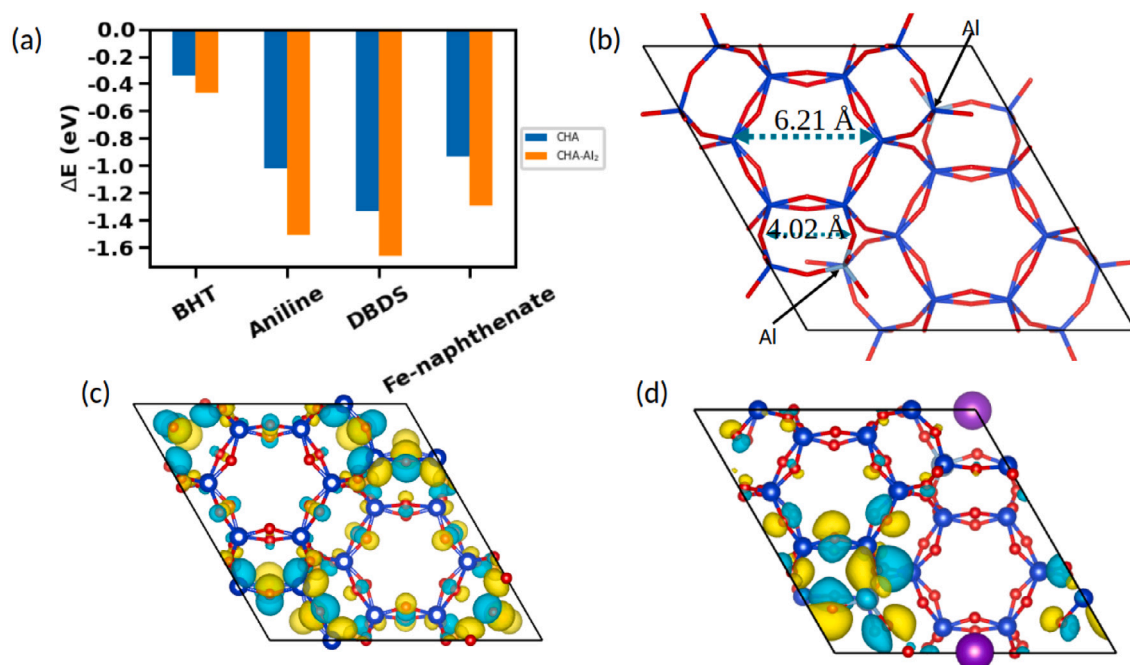 (a)
0.0
-0.2
-0.4
-0.6
-0.8
-1.0
-1.2
-1.4
-1.6
ΔE (eV)
CHA
CHA-Al₂
BHT
Aniline
DBDS
Fe-naphthenate
(b)
Al
6.21 Å
4.02 Å
Al
(c)
(d)